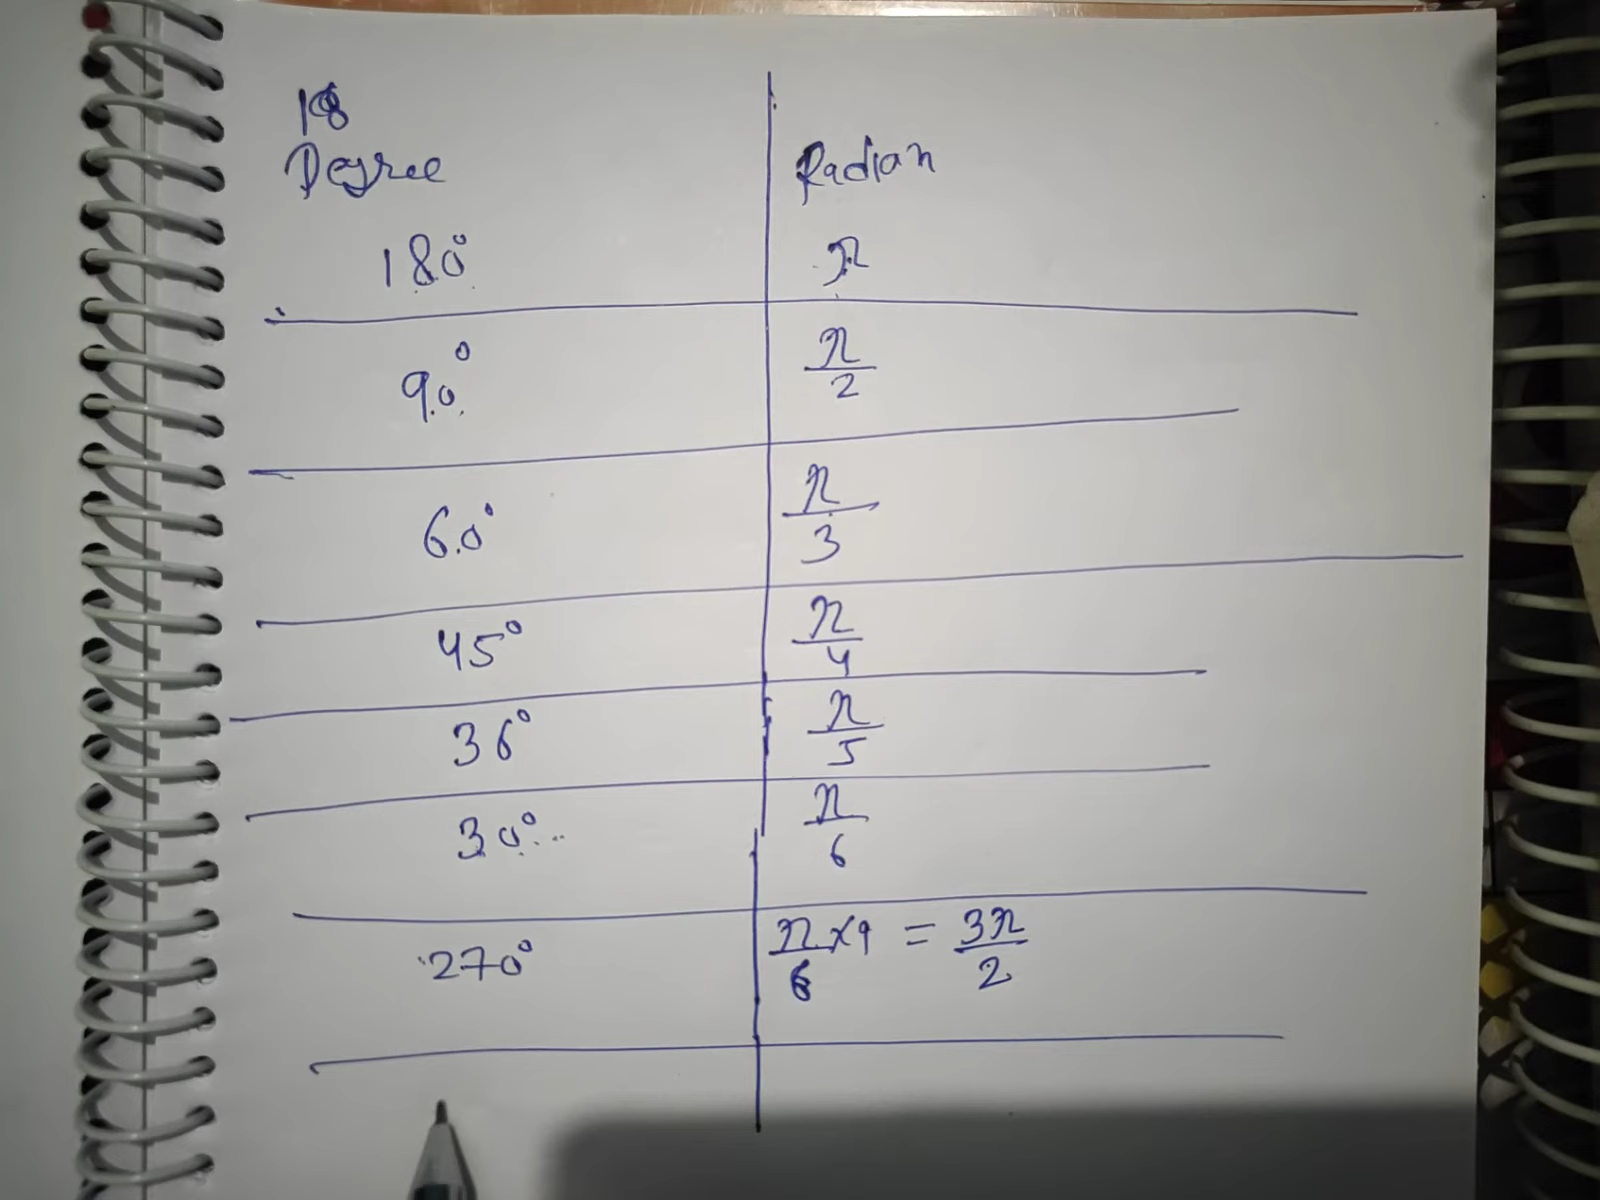 18
Degree Radian
180° π
90° π/2
60° π/3
45° π/4
36° π/5
30° π/6
270° π/6 × 9 = 3π/2